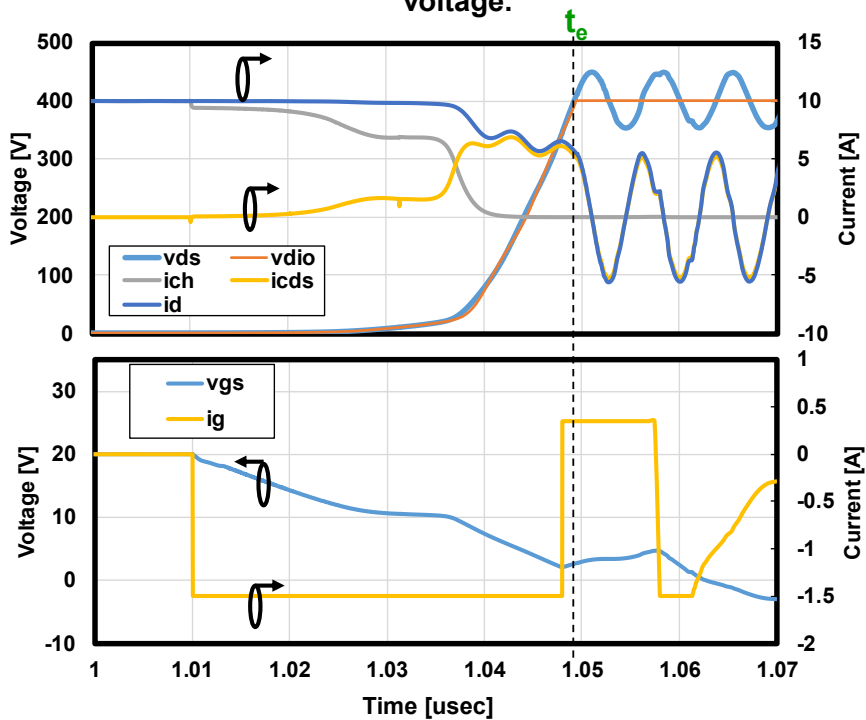 voltage.
te
500
400
300
200
100
0
Voltage [V]
15
10
5
0
-5
-10
Current [A]
vds
vdio
ich
icds
id
30
20
10
0
-10
Voltage [V]
1
0.5
0
-0.5
-1
-1.5
-2
Current [A]
vgs
ig
1
1.01
1.02
1.03
1.04
1.05
1.06
1.07
Time [usec]